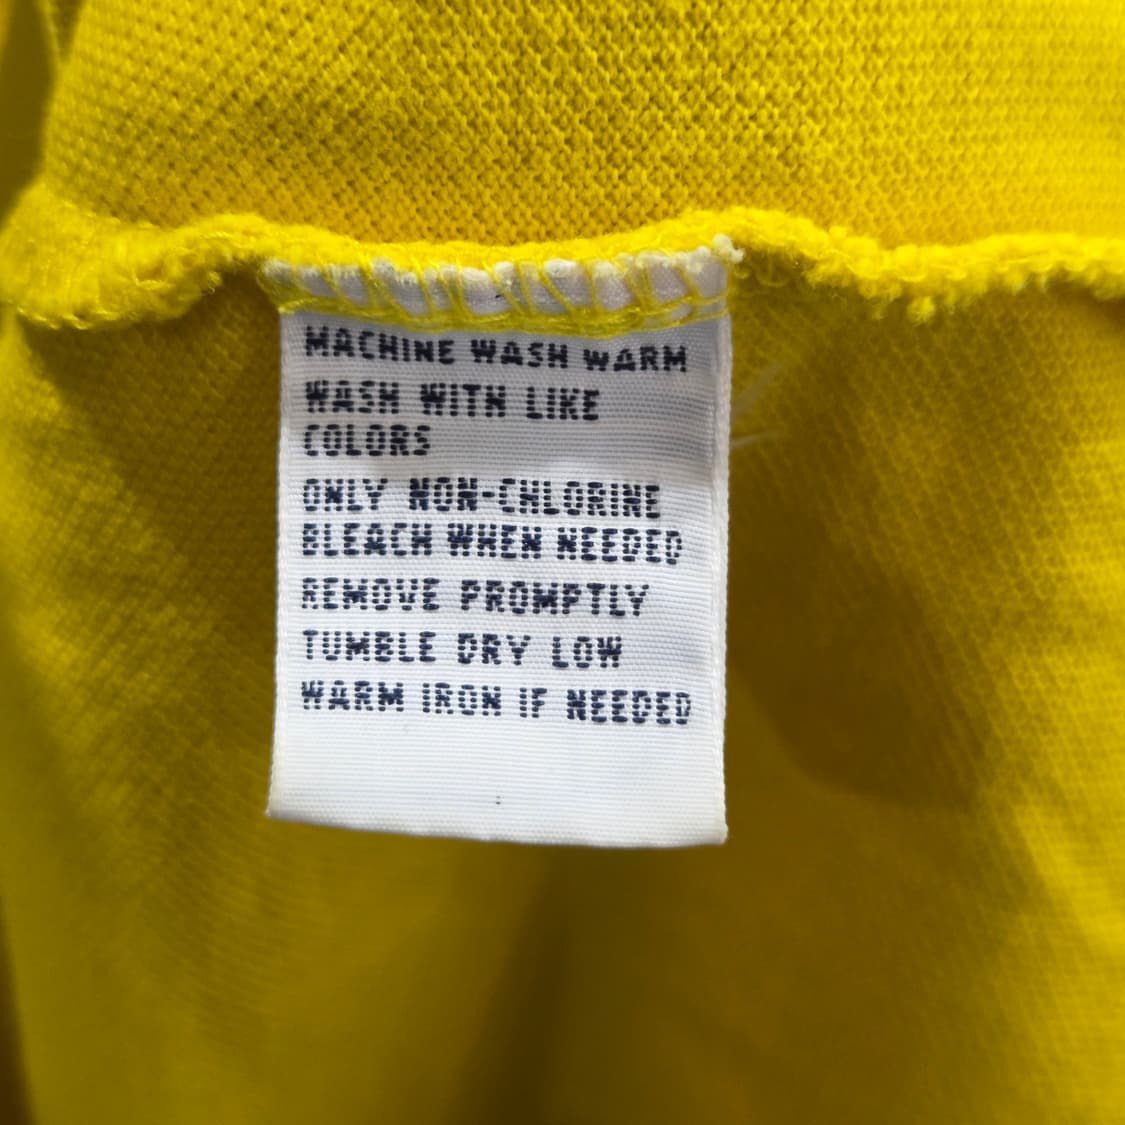 MACHINE WASH WARM
WASH WITH LIKE
COLORS
ONLY NON-CHLORINE
BLEACH WHEN NEEDED
REMOVE PROMPTLY
TUMBLE DRY LOW
WARM IRON IF NEEDED